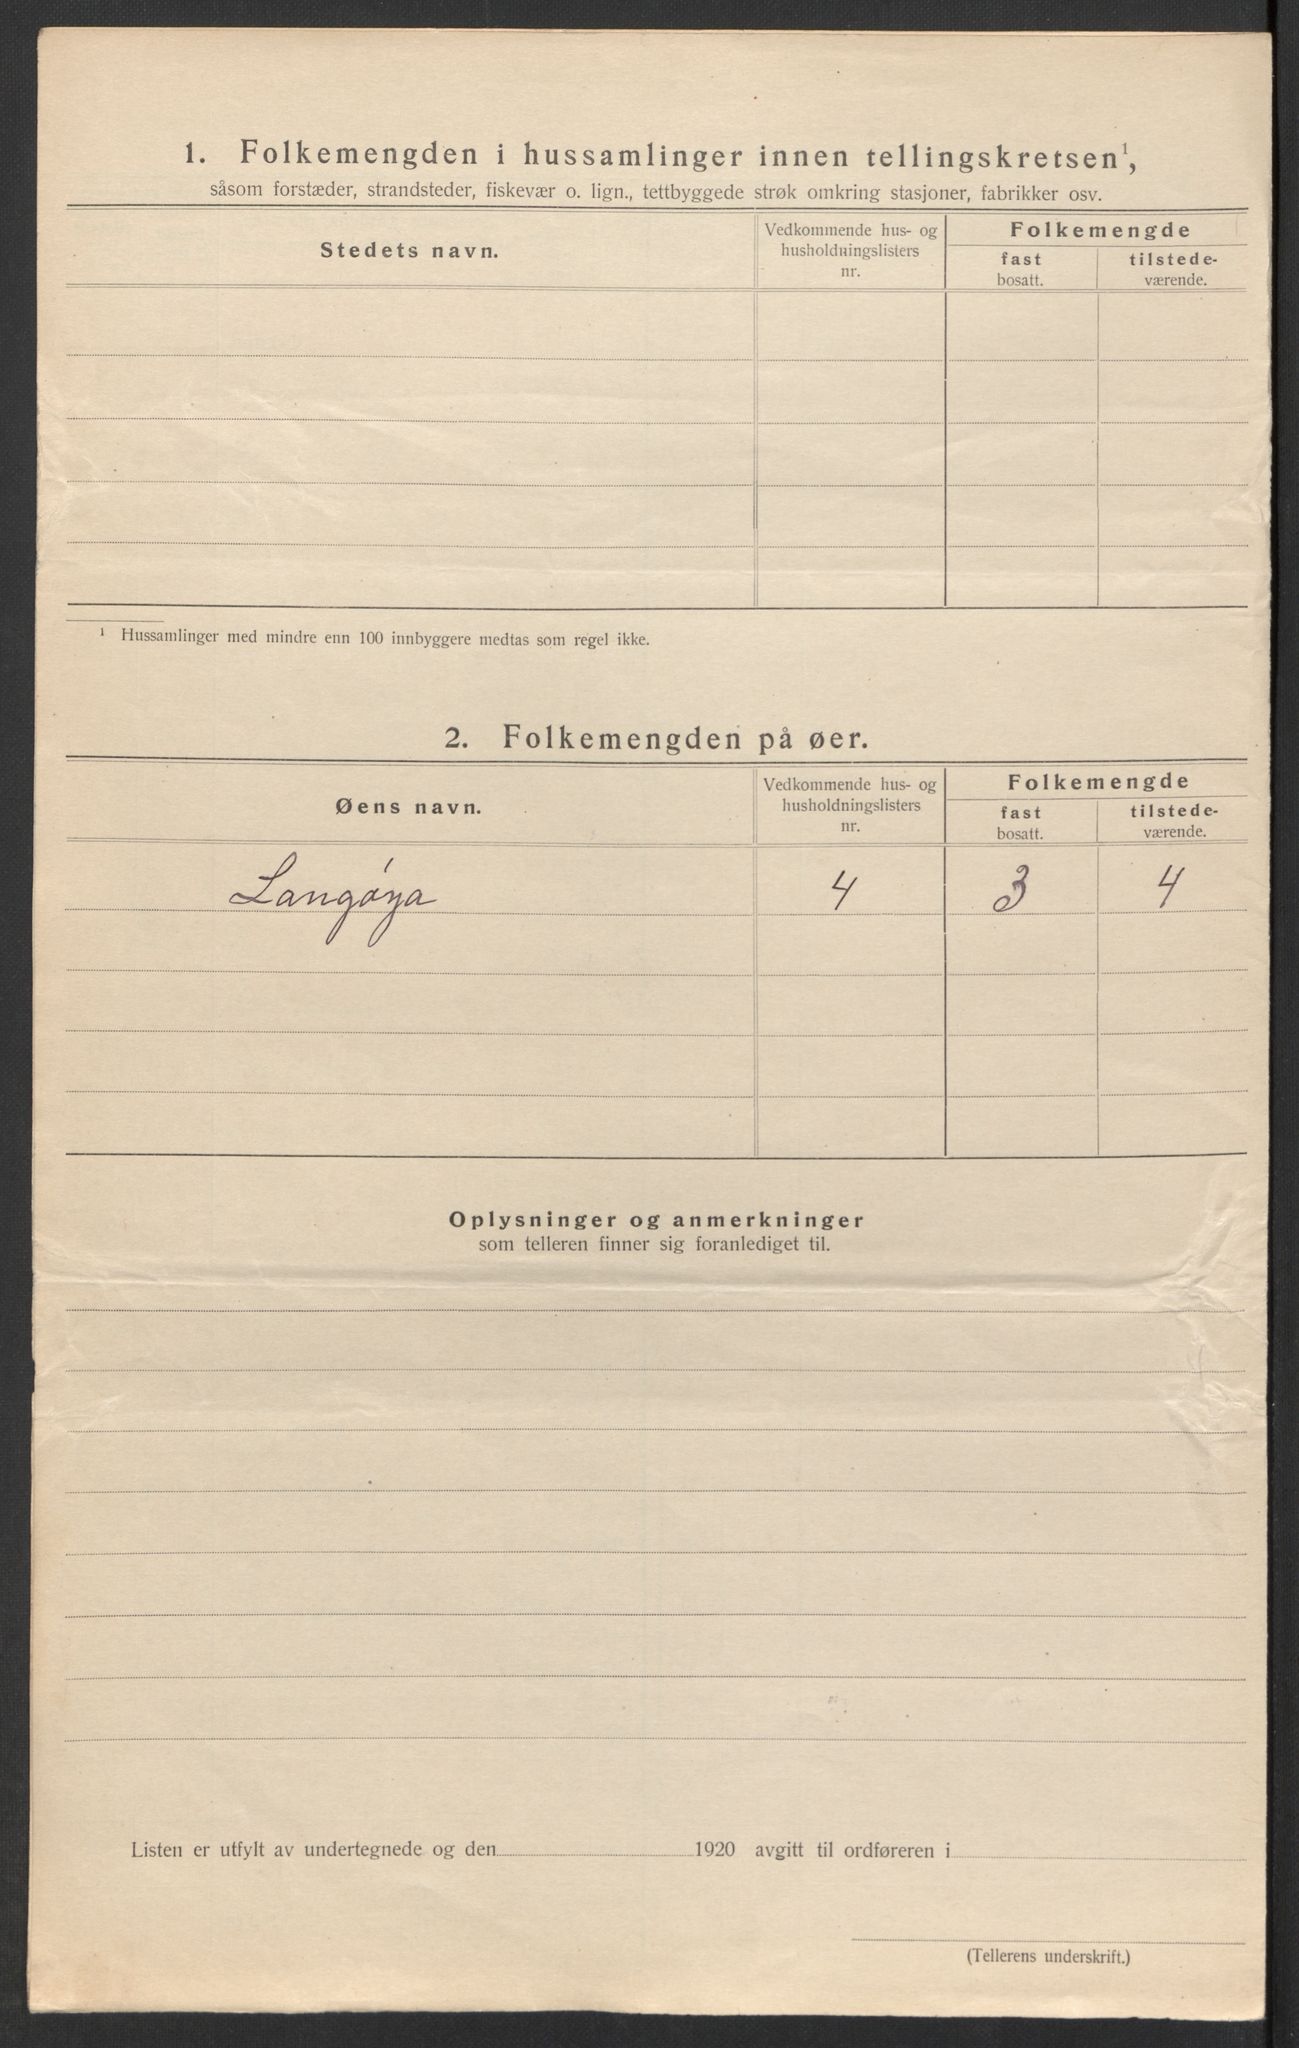 1. Folkemengden i hussamlinger innen tellingskretsen¹,
såsom forstæder, strandsteder, fiskevær o. lign., tettbyggede strøk omkring stasjoner, fabrikker osv.
Stedets navn.
Vedkommende hus- og
husholdningslisters
nr.
Folkemengde
fast
bosatt.
tilstede-
værende.
¹ Hussamlinger med mindre enn 100 innbyggere medtas som regel ikke.
2. Folkemengden på øer.
Øens navn.
Vedkommende hus- og
husholdningslisters
nr.
Folkemengde
fast
bosatt.
tilstede-
værende.
Langøya 4 3 4
Oplysninger og anmerkninger
som telleren finner sig foranlediget til.
Listen er utfylt av undertegnede og den 1920 avgitt til ordføreren i
(Tellerens underskrift.)